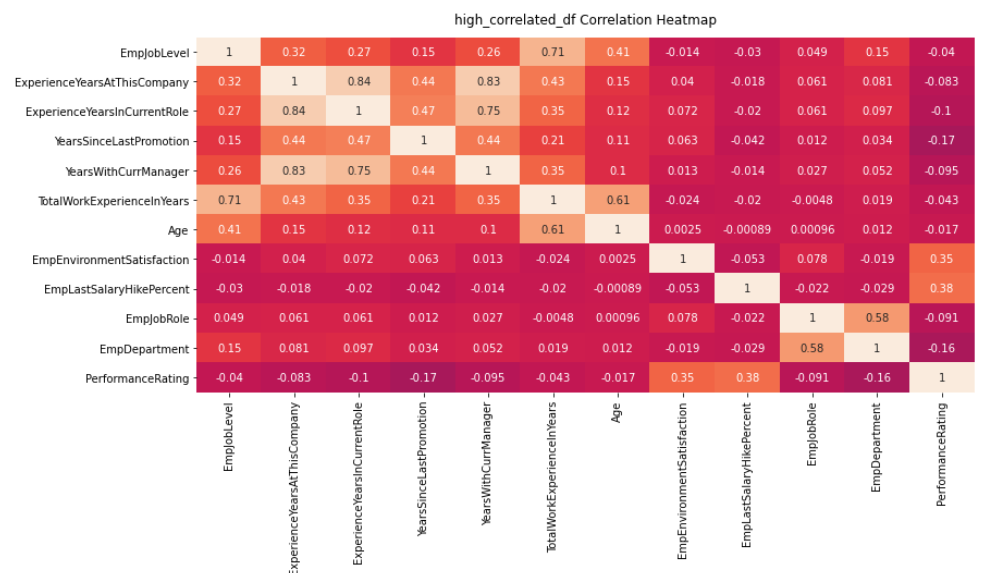 high_correlated_df Correlation Heatmap
EmpJobLevel 1 0.32 0.27 0.15 0.26 0.71 0.41 -0.014 -0.03 0.049 0.15 -0.04
ExperienceYearsAtThisCompany 0.32 1 0.84 0.44 0.83 0.43 0.15 0.04 -0.018 0.061 0.081 -0.083
ExperienceYearsInCurrentRole 0.27 0.84 1 0.47 0.75 0.35 0.12 0.072 -0.02 0.061 0.097 -0.1
YearsSinceLastPromotion 0.15 0.44 0.47 1 0.44 0.21 0.11 0.063 -0.042 0.012 0.034 -0.17
YearsWithCurrManager 0.26 0.83 0.75 0.44 1 0.35 0.1 0.013 -0.014 0.027 0.052 -0.095
TotalWorkExperienceInYears 0.71 0.43 0.35 0.21 0.35 1 0.61 -0.024 -0.02 -0.0048 0.019 -0.043
Age 0.41 0.15 0.12 0.11 0.1 0.61 1 0.0025 -0.00089 0.00096 0.012 -0.017
EmpEnvironmentSatisfaction -0.014 0.04 0.072 0.063 0.013 -0.024 0.0025 1 -0.053 0.078 -0.019 0.35
EmpLastSalaryHikePercent -0.03 -0.018 -0.02 -0.042 -0.014 -0.02 -0.00089 -0.053 1 -0.022 -0.029 0.38
EmpJobRole 0.049 0.061 0.061 0.012 0.027 -0.0048 0.00096 0.078 -0.022 1 0.58 -0.091
EmpDepartment 0.15 0.081 0.097 0.034 0.052 0.019 0.012 -0.019 -0.029 0.58 1 -0.16
PerformanceRating -0.04 -0.083 -0.1 -0.17 -0.095 -0.043 -0.017 0.35 0.38 -0.091 -0.16 1
EmpJobLevel
ExperienceYearsAtThisCompany
ExperienceYearsInCurrentRole
YearsSinceLastPromotion
YearsWithCurrManager
TotalWorkExperienceInYears
Age
EmpEnvironmentSatisfaction
EmpLastSalaryHikePercent
EmpJobRole
EmpDepartment
PerformanceRating